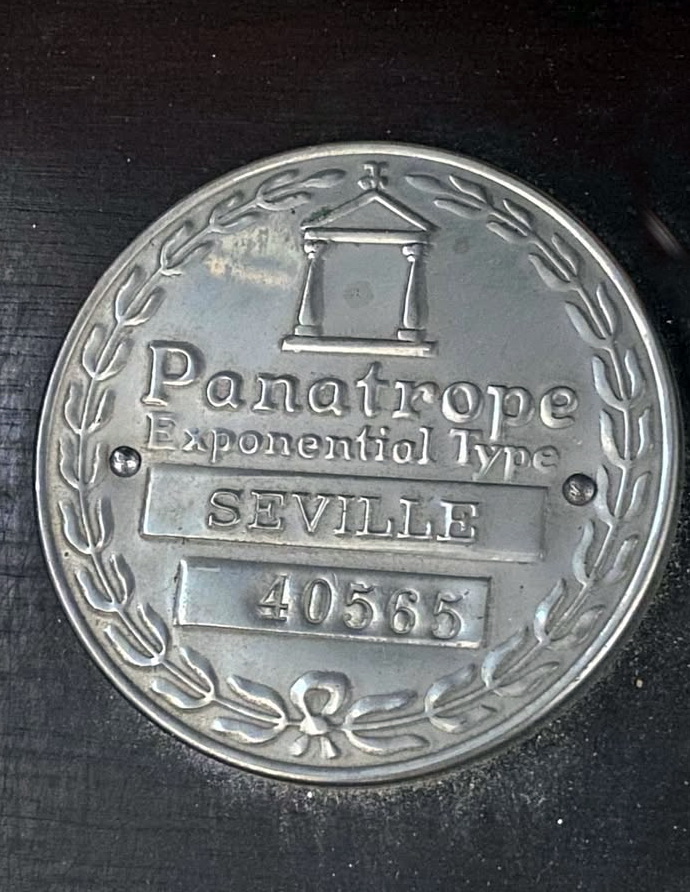 Panatrope
Exponential Type
SEVILLE
40565